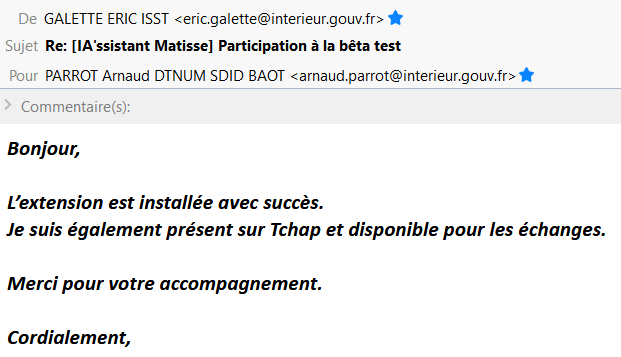 De GALETTE ERIC ISST <eric.galette@interieur.gouv.fr>
Sujet Re: [IA'ssistant Matisse] Participation à la bêta test
Pour PARROT Arnaud DTNUM SDID BAOT <arnaud.parrot@interieur.gouv.fr>
Commentaire(s):
Bonjour,
L’extension est installée avec succès.
Je suis également présent sur Tchap et disponible pour les échanges.
Merci pour votre accompagnement.
Cordialement,